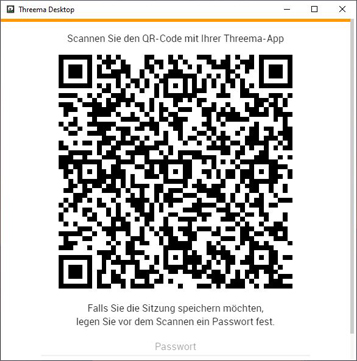 Threema Desktop
Scannen Sie den QR-Code mit Ihrer Threema-App
Falls Sie die Sitzung speichern möchten,
legen Sie vor dem Scannen ein Passwort fest.
Passwort